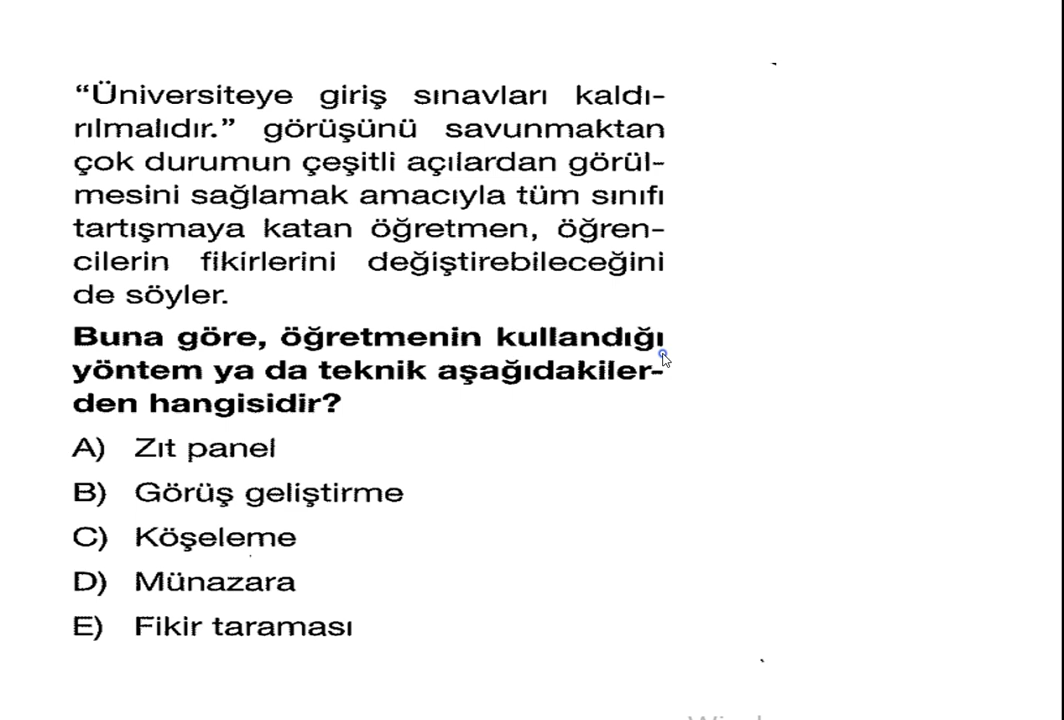 “Üniversiteye giriş sınavları kaldı-
rılmalıdır.” görüşünü savunmaktan
çok durumun çeşitli açılardan görül-
mesini sağlamak amacıyla tüm sınıfı
tartışmaya katan öğretmen, öğren-
cilerin fikirlerini değiştirebileceğini
de söyler.
Buna göre, öğretmenin kullandığı
yöntem ya da teknik aşağıdakiler-
den hangisidir?
A) Zıt panel
B) Görüş geliştirme
C) Köşeleme
D) Münazara
E) Fikir taraması